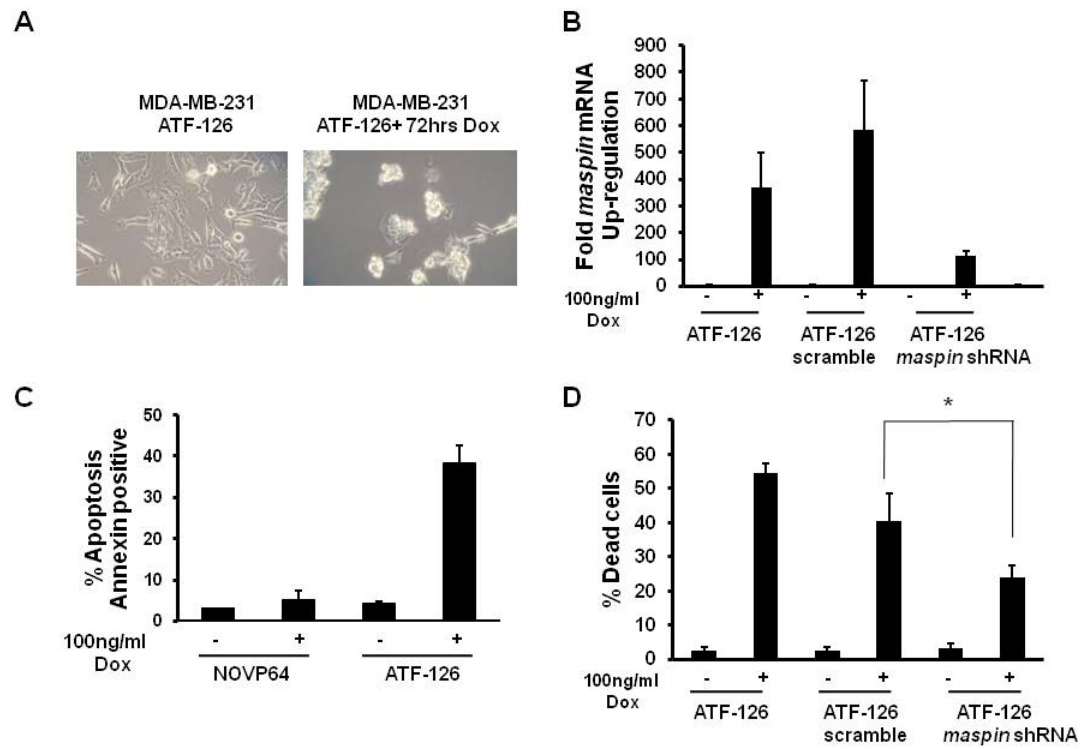 A
MDA-MB-231
ATF-126
MDA-MB-231
ATF-126+ 72hrs Dox
B
Fold maspin mRNA
Up-regulation
900
800
700
600
500
400
300
200
100
0
100ng/ml
Dox
- + - + - +
ATF-126
ATF-126
scramble
ATF-126
maspin shRNA
C
% Apoptosis
Annexin positive
50
40
30
20
10
0
100ng/ml
Dox
- + - +
NOVP64
ATF-126
D
% Dead cells
70
60
50
40
30
20
10
0
*
100ng/ml
Dox
- + - + - +
ATF-126
ATF-126
scramble
ATF-126
maspin shRNA